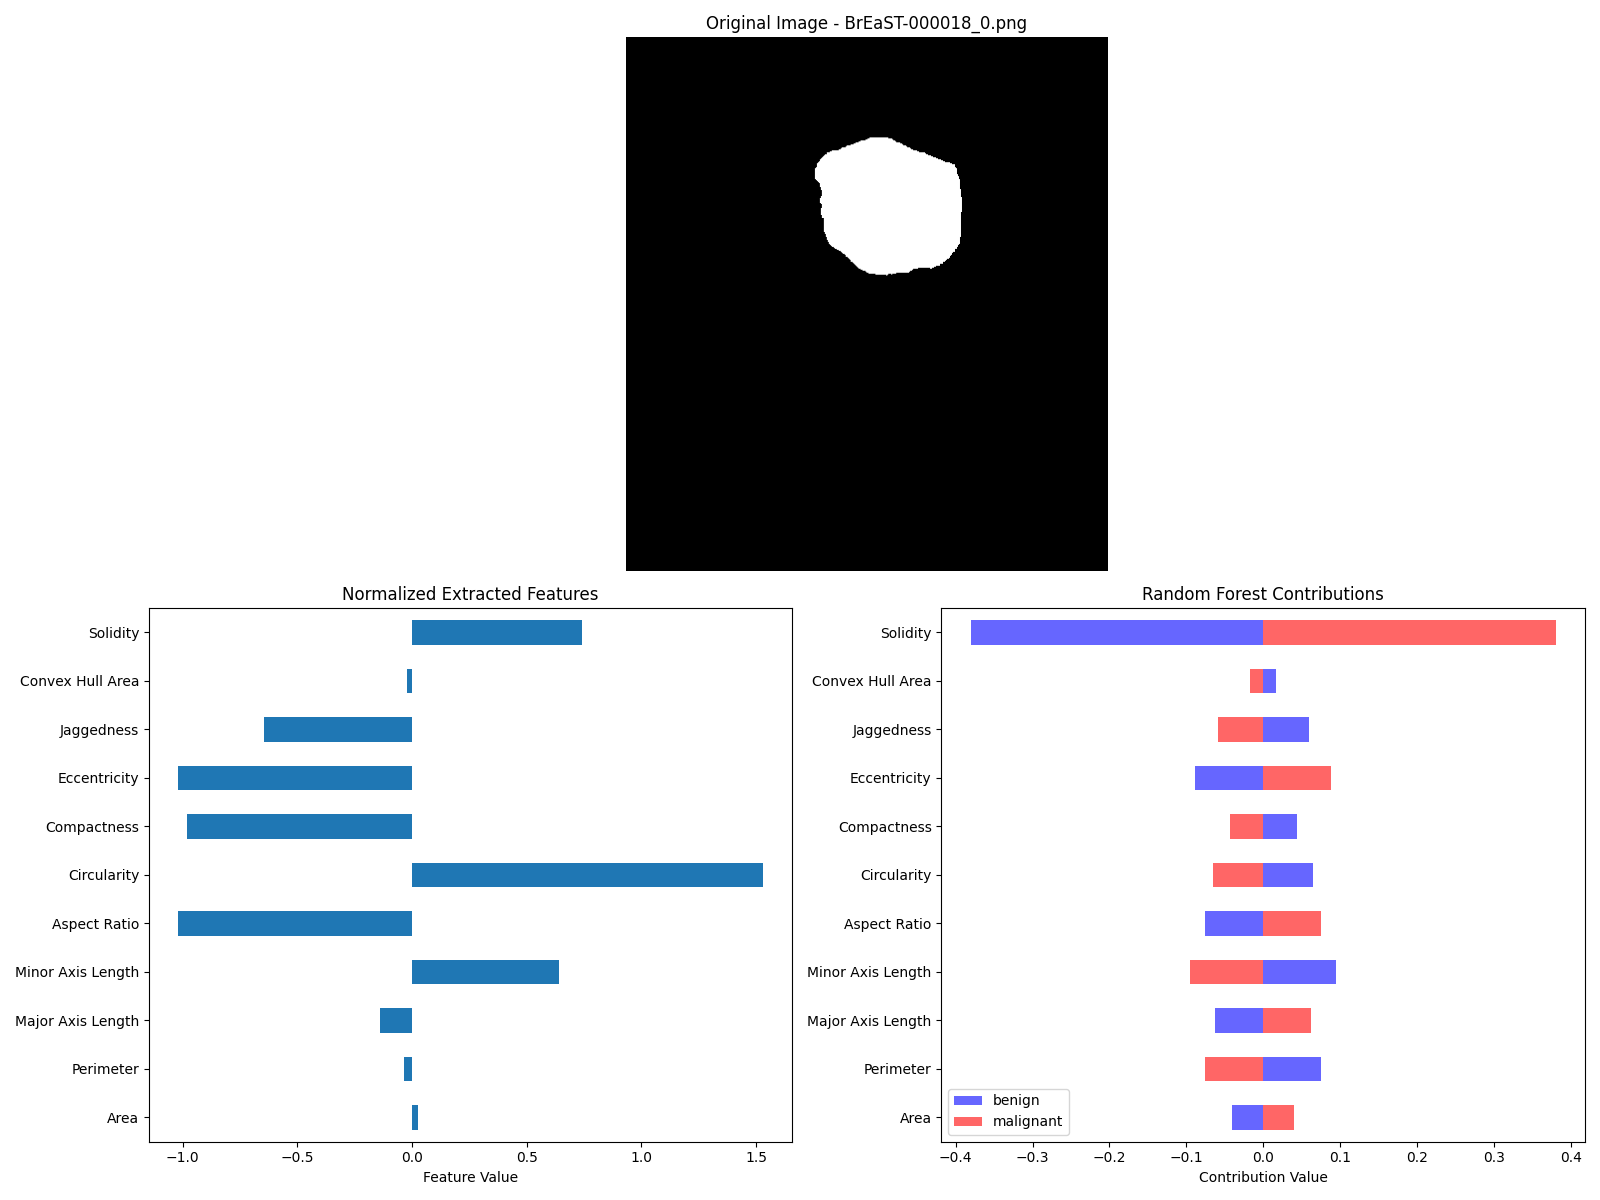 Original Image - BrEaST-000018_0.png
Normalized Extracted Features
Solidity
Convex Hull Area
Jaggedness
Eccentricity
Compactness
Circularity
Aspect Ratio
Minor Axis Length
Major Axis Length
Perimeter
Area
−1.0 −0.5 0.0 0.5 1.0 1.5
Feature Value
Random Forest Contributions
Solidity
Convex Hull Area
Jaggedness
Eccentricity
Compactness
Circularity
Aspect Ratio
Minor Axis Length
Major Axis Length
Perimeter
Area
benign
malignant
−0.4 −0.3 −0.2 −0.1 0.0 0.1 0.2 0.3 0.4
Contribution Value